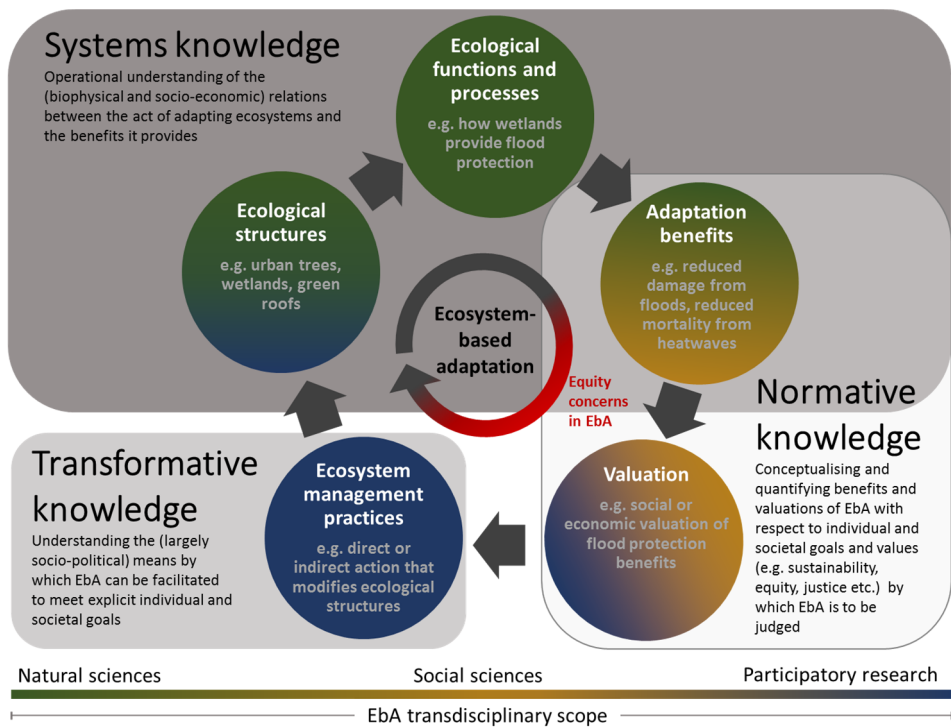 Systems knowledge
Operational understanding of the
(biophysical and socio-economic) relations
between the act of adapting ecosystems and
the benefits it provides
Ecological
functions and
processes
e.g. how wetlands
provide flood
protection
Ecological
structures
e.g. urban trees,
wetlands, green
roofs
Adaptation
benefits
e.g. reduced
damage from
floods, reduced
mortality from
heatwaves
Ecosystem-
based
adaptation
Equity
concerns
in EbA
Normative
knowledge
Conceptualising and
quantifying benefits and
valuations of EbA with
respect to individual and
societal goals and values
(e.g. sustainability,
equity, justice etc.) by
which EbA is to be
judged
Valuation
e.g. social or
economic valuation of
flood protection
benefits
Ecosystem
management
practices
e.g. direct or
indirect action that
modifies ecological
structures
Transformative
knowledge
Understanding the (largely
socio-political) means by
which EbA can be facilitated
to meet explicit individual and
societal goals
Natural sciences
Social sciences
Participatory research
EbA transdisciplinary scope